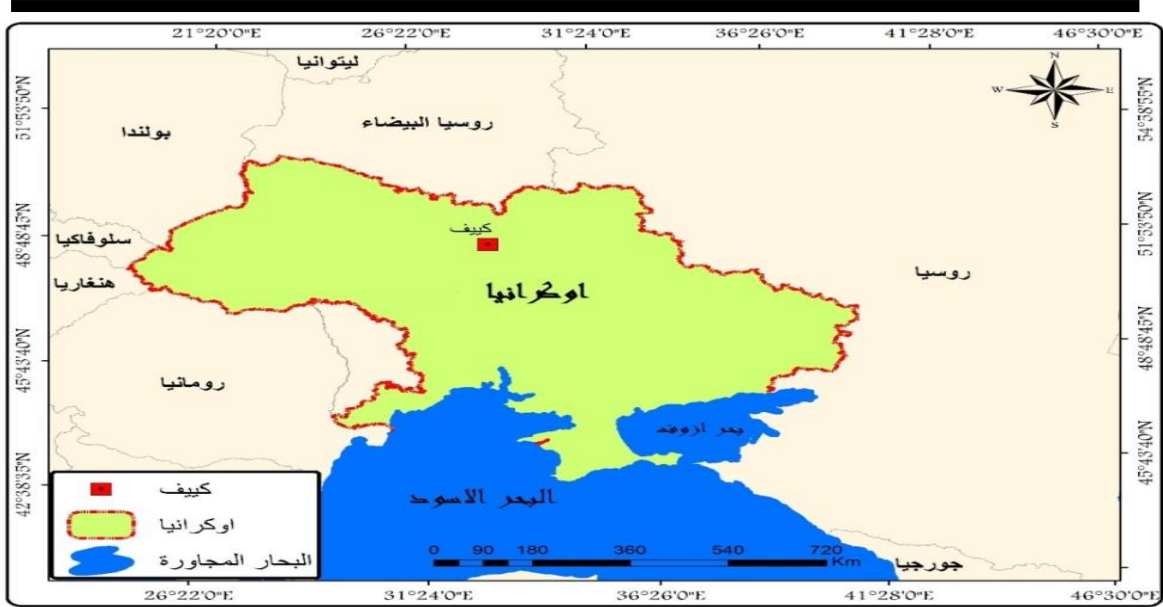 21°20'0"E 26°22'0"E 31°24'0"E 36°26'0"E 41°28'0"E 46°30'0"E
N
W E
S
ليتوانيا
روسيا البيضاء
بولندا
51°53'50"N
54°58'55"N
كييف
سلوفاكيا
48°48'45"N
51°53'50"N
هنغاريا
اوكرانيا
روسيا
رومانيا
45°43'40"N
48°48'45"N
بحر ازوف
البحر الاسود
42°38'35"N
45°43'40"N
كييف
اوكرانيا
البحار المجاورة
0 90 180 360 540 720
Km
جورجيا
26°22'0"E 31°24'0"E 36°26'0"E 41°28'0"E 46°30'0"E